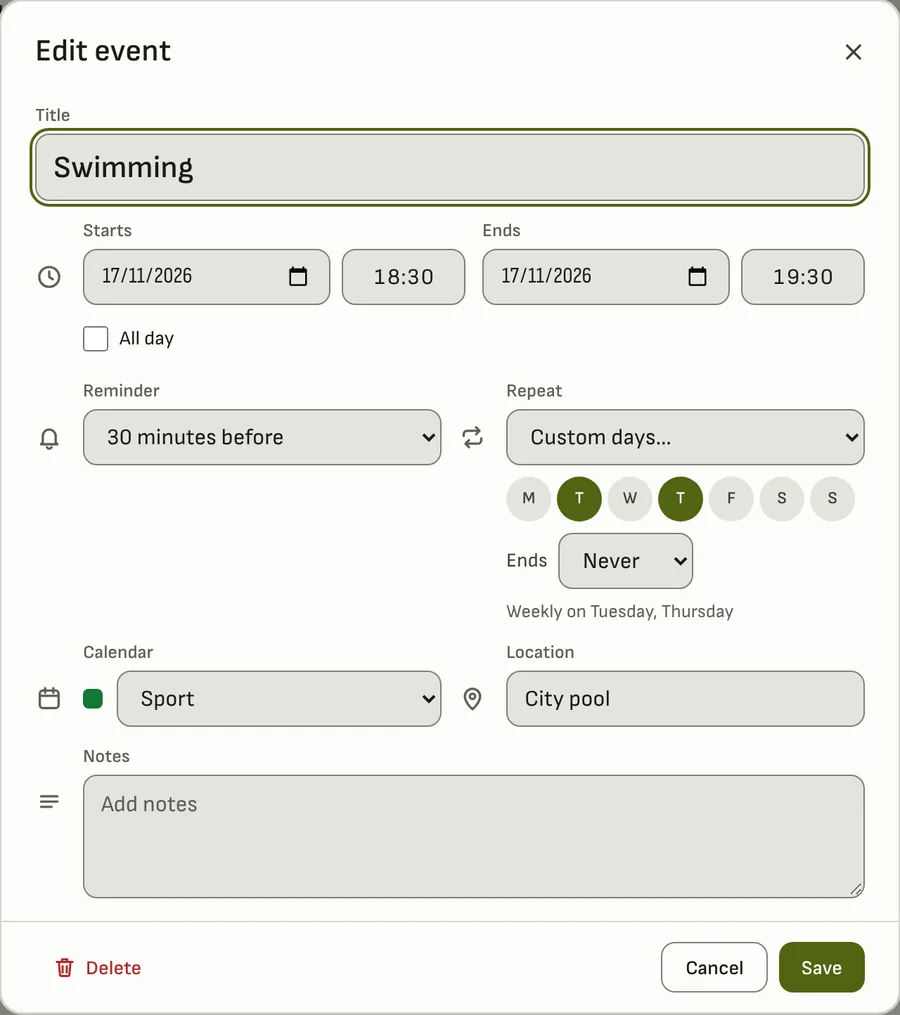 Edit event
Title
Swimming
Starts Ends
17/11/2026 18:30 17/11/2026 19:30
All day
Reminder Repeat
30 minutes before Custom days...
M T W T F S S
Ends Never
Weekly on Tuesday, Thursday
Calendar Location
Sport City pool
Notes
Add notes
Delete Cancel Save